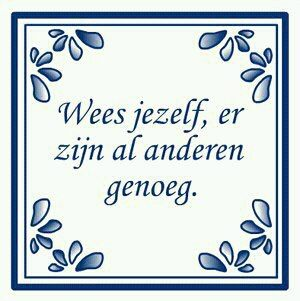 Wees jezelf, er
zijn al anderen
genoeg.